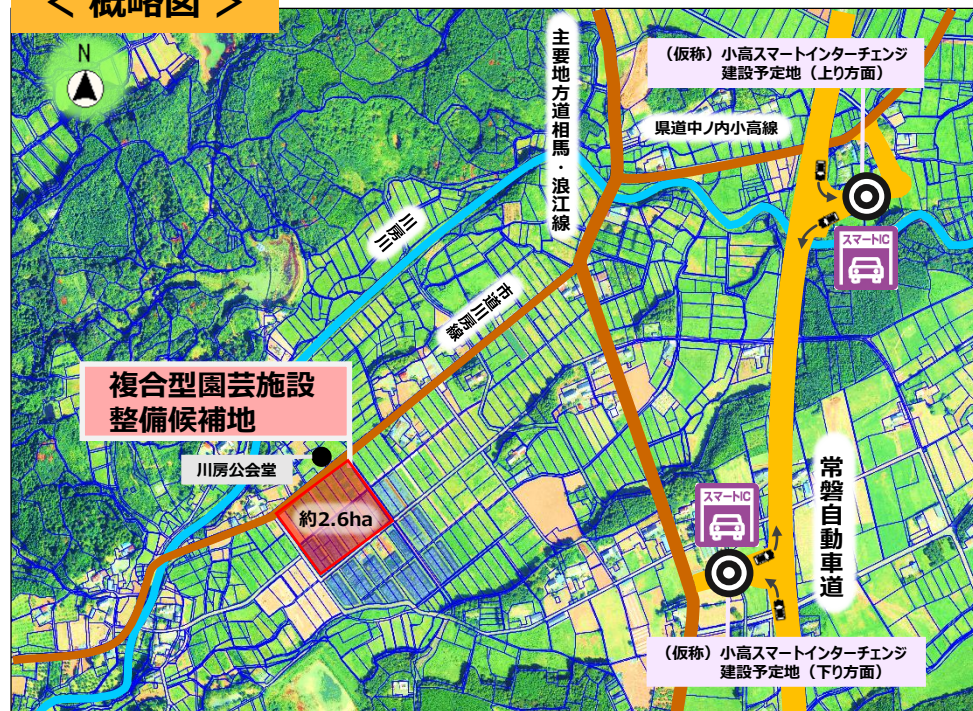 ＜ 概略図 ＞
N
主要地方道相馬・浪江線
（仮称）小高スマートインターチェンジ
建設予定地（上り方面）
県道中ノ内小高線
スマートIC
川房川
市道川房線
複合型園芸施設
整備候補地
川房公会堂
約2.6ha
スマートIC
常磐自動車道
（仮称）小高スマートインターチェンジ
建設予定地（下り方面）